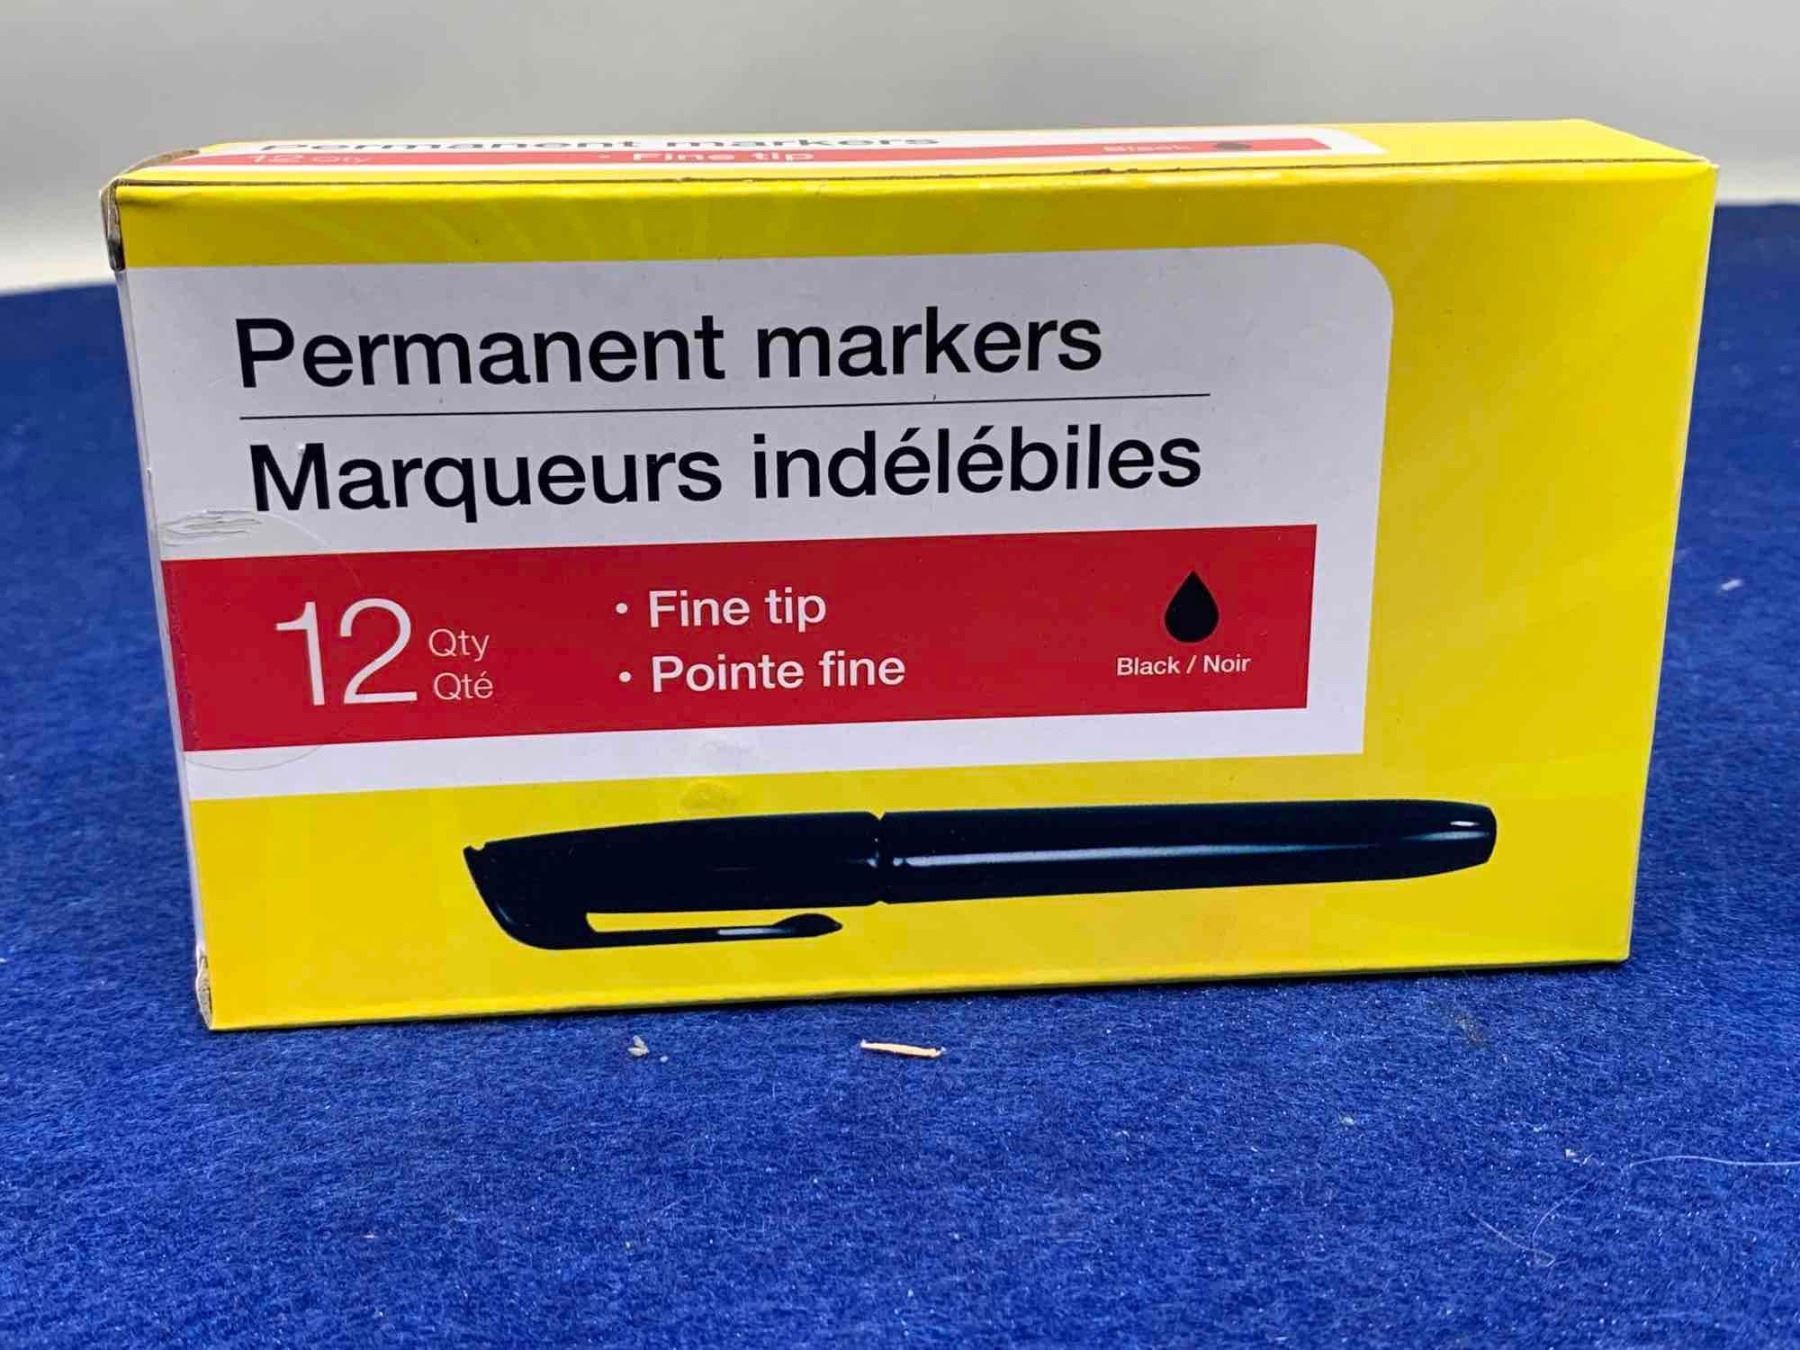 Permanent markers
12 Qty • Fine tip Black
Permanent markers
Marqueurs indélébiles
12 Qty
Qté
• Fine tip
• Pointe fine
Black / Noir